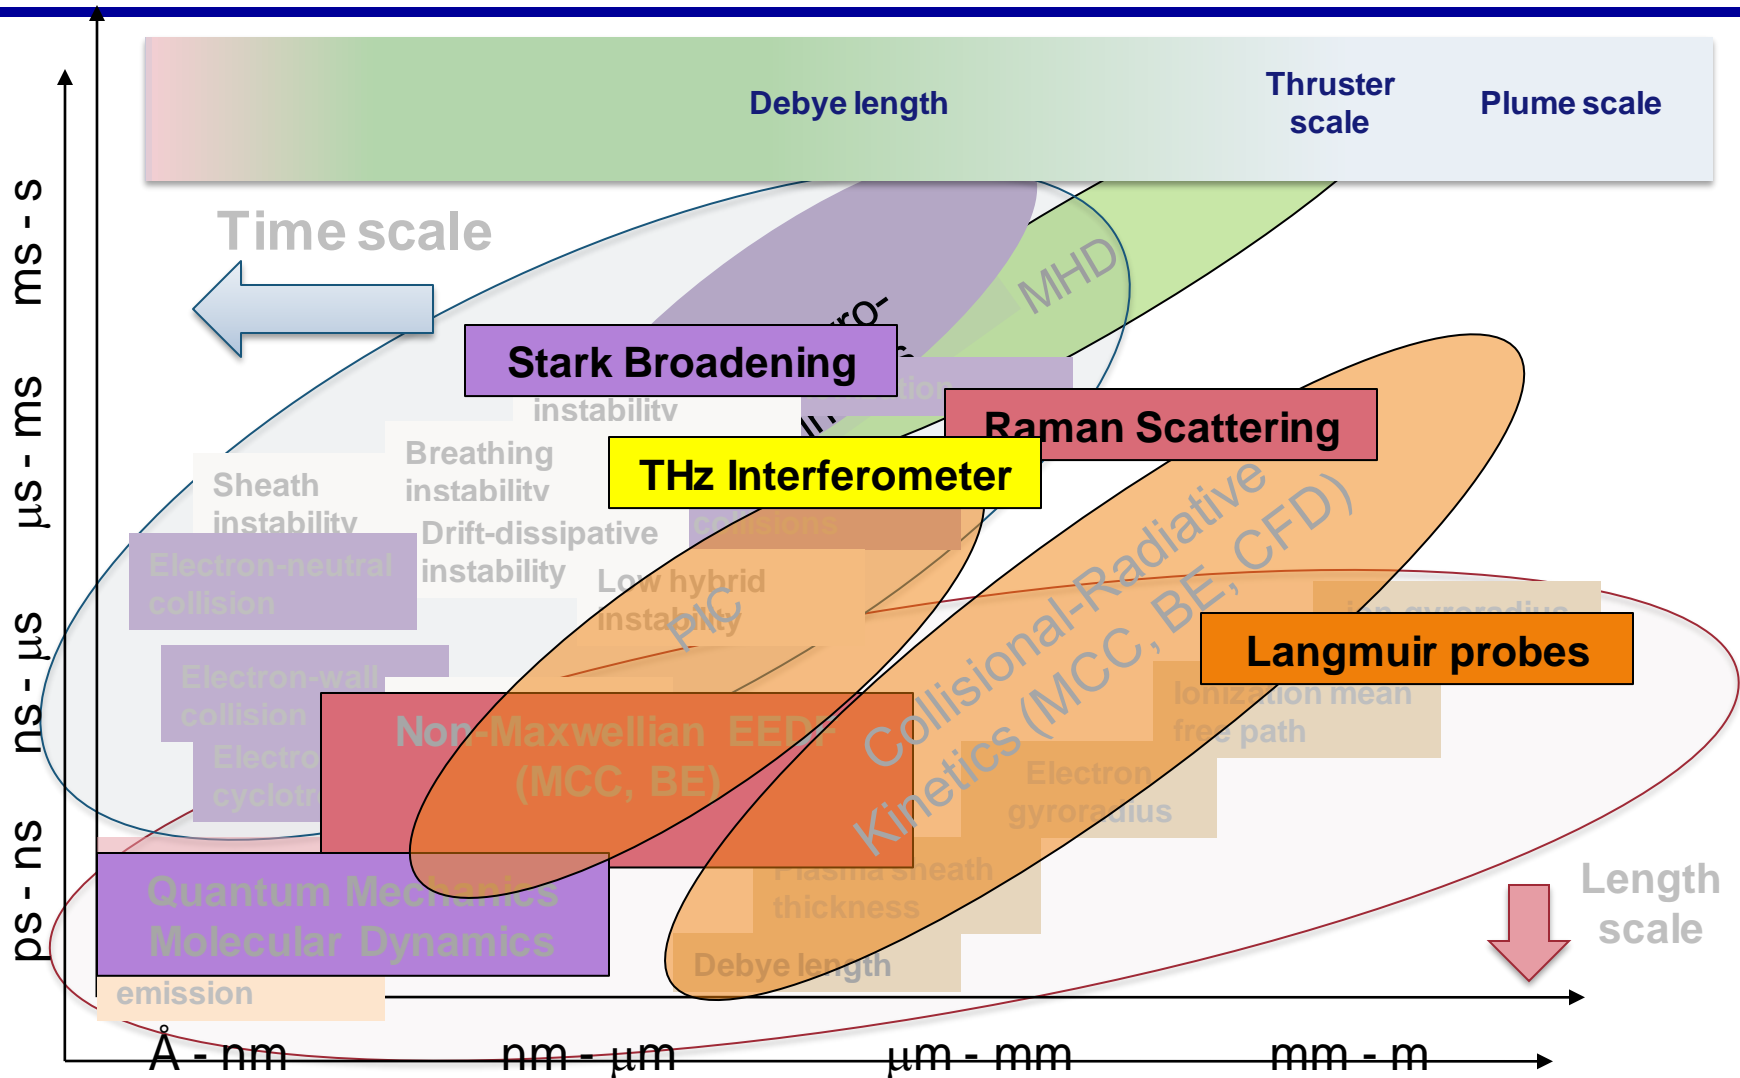 Debye length
Thruster
scale
Plume scale
ms - s
Time scale
MHD
Stark Broadening
instability
Raman Scattering
Breathing
instability
THz Interferometer
Sheath
instability
Drift-dissipative
instability
collisions
Electron-neutral
collision
Low hybrid
instability
PIC
µs - ms
Collisional-Radiative
Kinetics (MCC, BE, CFD)
ion gyroradius
Langmuir probes
Electron-wall
collision
Ionization mean
free path
ns - µs
Non-Maxwellian EEDF
(MCC, BE)
Electron
gyroradius
Plasma sheath
thickness
Quantum Mechanics
Molecular Dynamics
Length
scale
ps - ns
Debye length
emission
Å - nm
nm - µm
µm - mm
mm - m